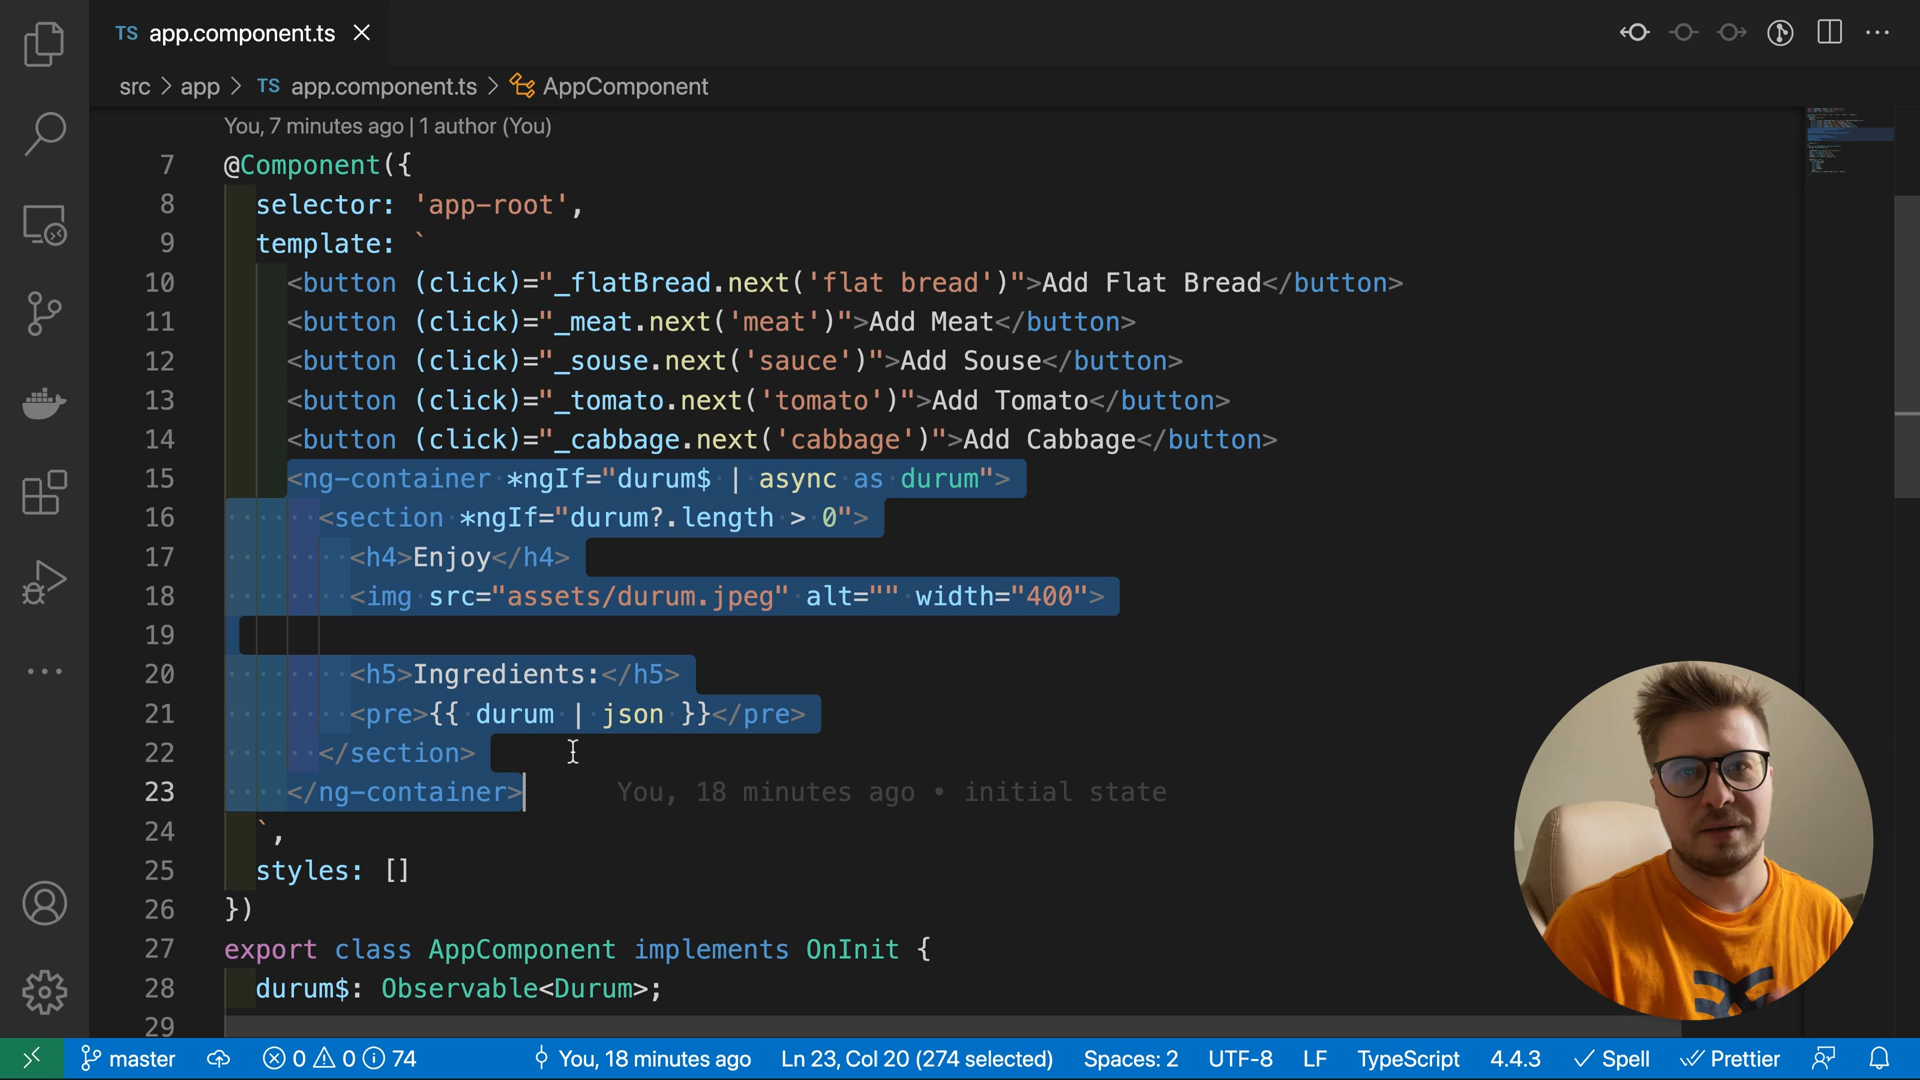 TS app.component.ts
src > app > TS app.component.ts > AppComponent
You, 7 minutes ago | 1 author (You)
7 @Component({
8 selector: 'app-root',
9 template: `
10 <button (click)="_flatBread.next('flat bread')">Add Flat Bread</button>
11 <button (click)="_meat.next('meat')">Add Meat</button>
12 <button (click)="_souse.next('sauce')">Add Souse</button>
13 <button (click)="_tomato.next('tomato')">Add Tomato</button>
14 <button (click)="_cabbage.next('cabbage')">Add Cabbage</button>
15 <ng-container *ngIf="durum$ | async as durum">
16 <section *ngIf="durum?.length > 0">
17 <h4>Enjoy</h4>
18 <img src="assets/durum.jpeg" alt="" width="400">
19
20 <h5>Ingredients:</h5>
21 <pre>{{ durum | json }}</pre>
22 </section>
23 </ng-container> You, 18 minutes ago • initial state
24 `,
25 styles: []
26 })
27 export class AppComponent implements OnInit {
28 durum$: Observable<Durum>;
29
master 0 0 74 You, 18 minutes ago Ln 23, Col 20 (274 selected) Spaces: 2 UTF-8 LF TypeScript 4.4.3 Spell Prettier